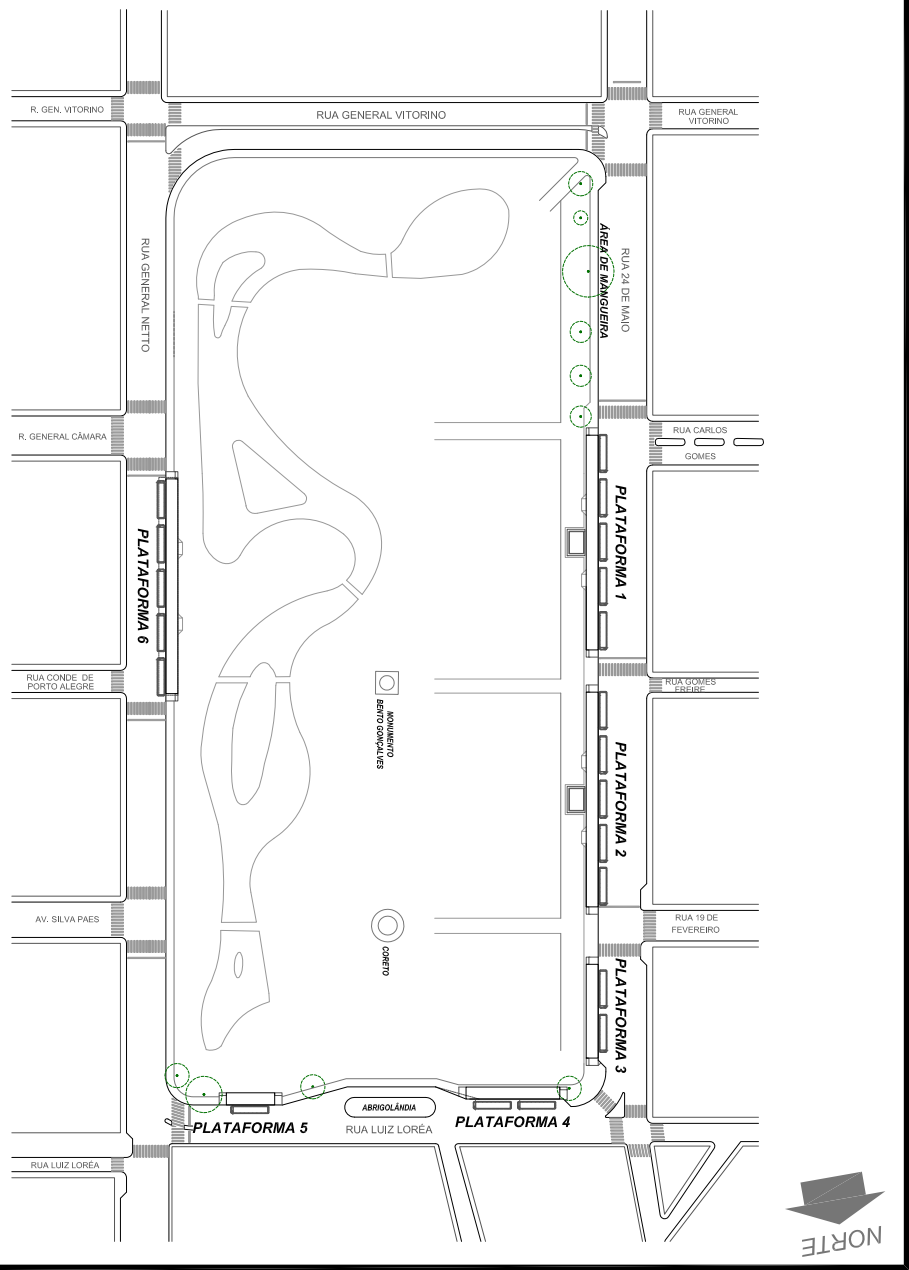 R. GEN. VITORINO
RUA GENERAL VITORINO
RUA GENERAL
VITORINO
RUA GENERAL NETTO
ÁREA DE MANGUEIRA
RUA 24 DE MAIO
R. GENERAL CÂMARA
RUA CARLOS
GOMES
PLATAFORMA 6
PLATAFORMA 1
RUA CONDE DE
PORTO ALEGRE
RUA GOMES
FREIRE
MONUMENTO
BENTO GONÇALVES
PLATAFORMA 2
AV. SILVA PAES
RUA 19 DE
FEVEREIRO
CORETO
PLATAFORMA 3
ABRIGOLÂNDIA
PLATAFORMA 5
PLATAFORMA 4
RUA LUIZ LORÉA
RUA LUIZ LORÉA
NORTE